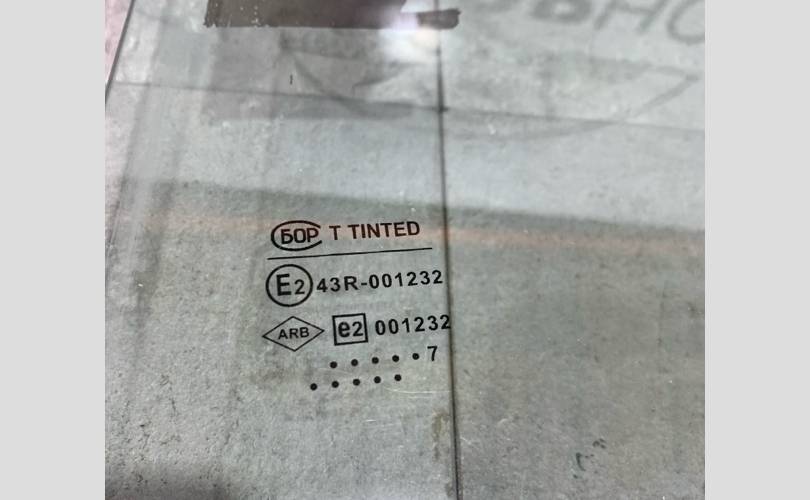 БОР T TINTED
E2 43R-001232
ARB e2 001232
• • • • • 7
• • • • •